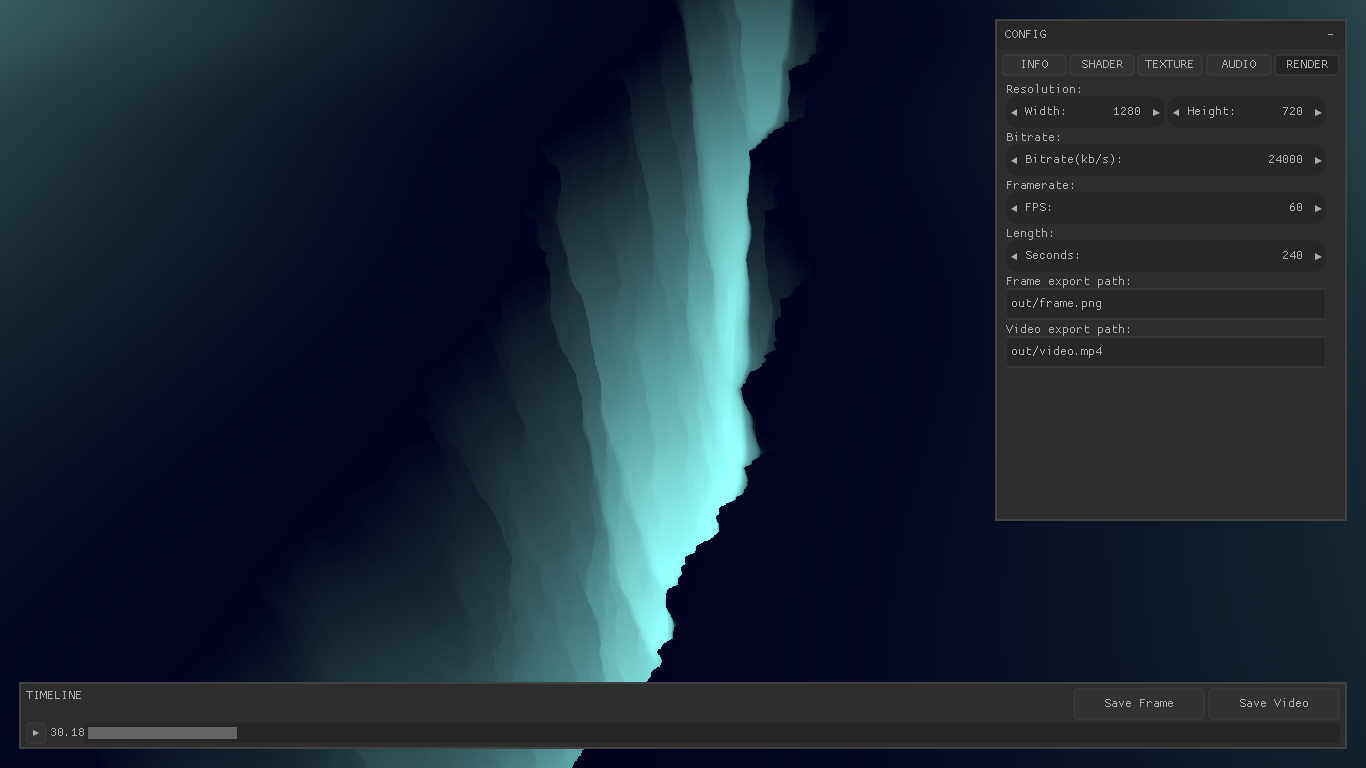 CONFIG –
INFO SHADER TEXTURE AUDIO RENDER
Resolution:
Width: 1280 Height: 720
Bitrate:
Bitrate(kb/s): 24000
Framerate:
FPS: 60
Length:
Seconds: 240
Frame export path:
out/frame.png
Video export path:
out/video.mp4
TIMELINE
Save Frame Save Video
30.18